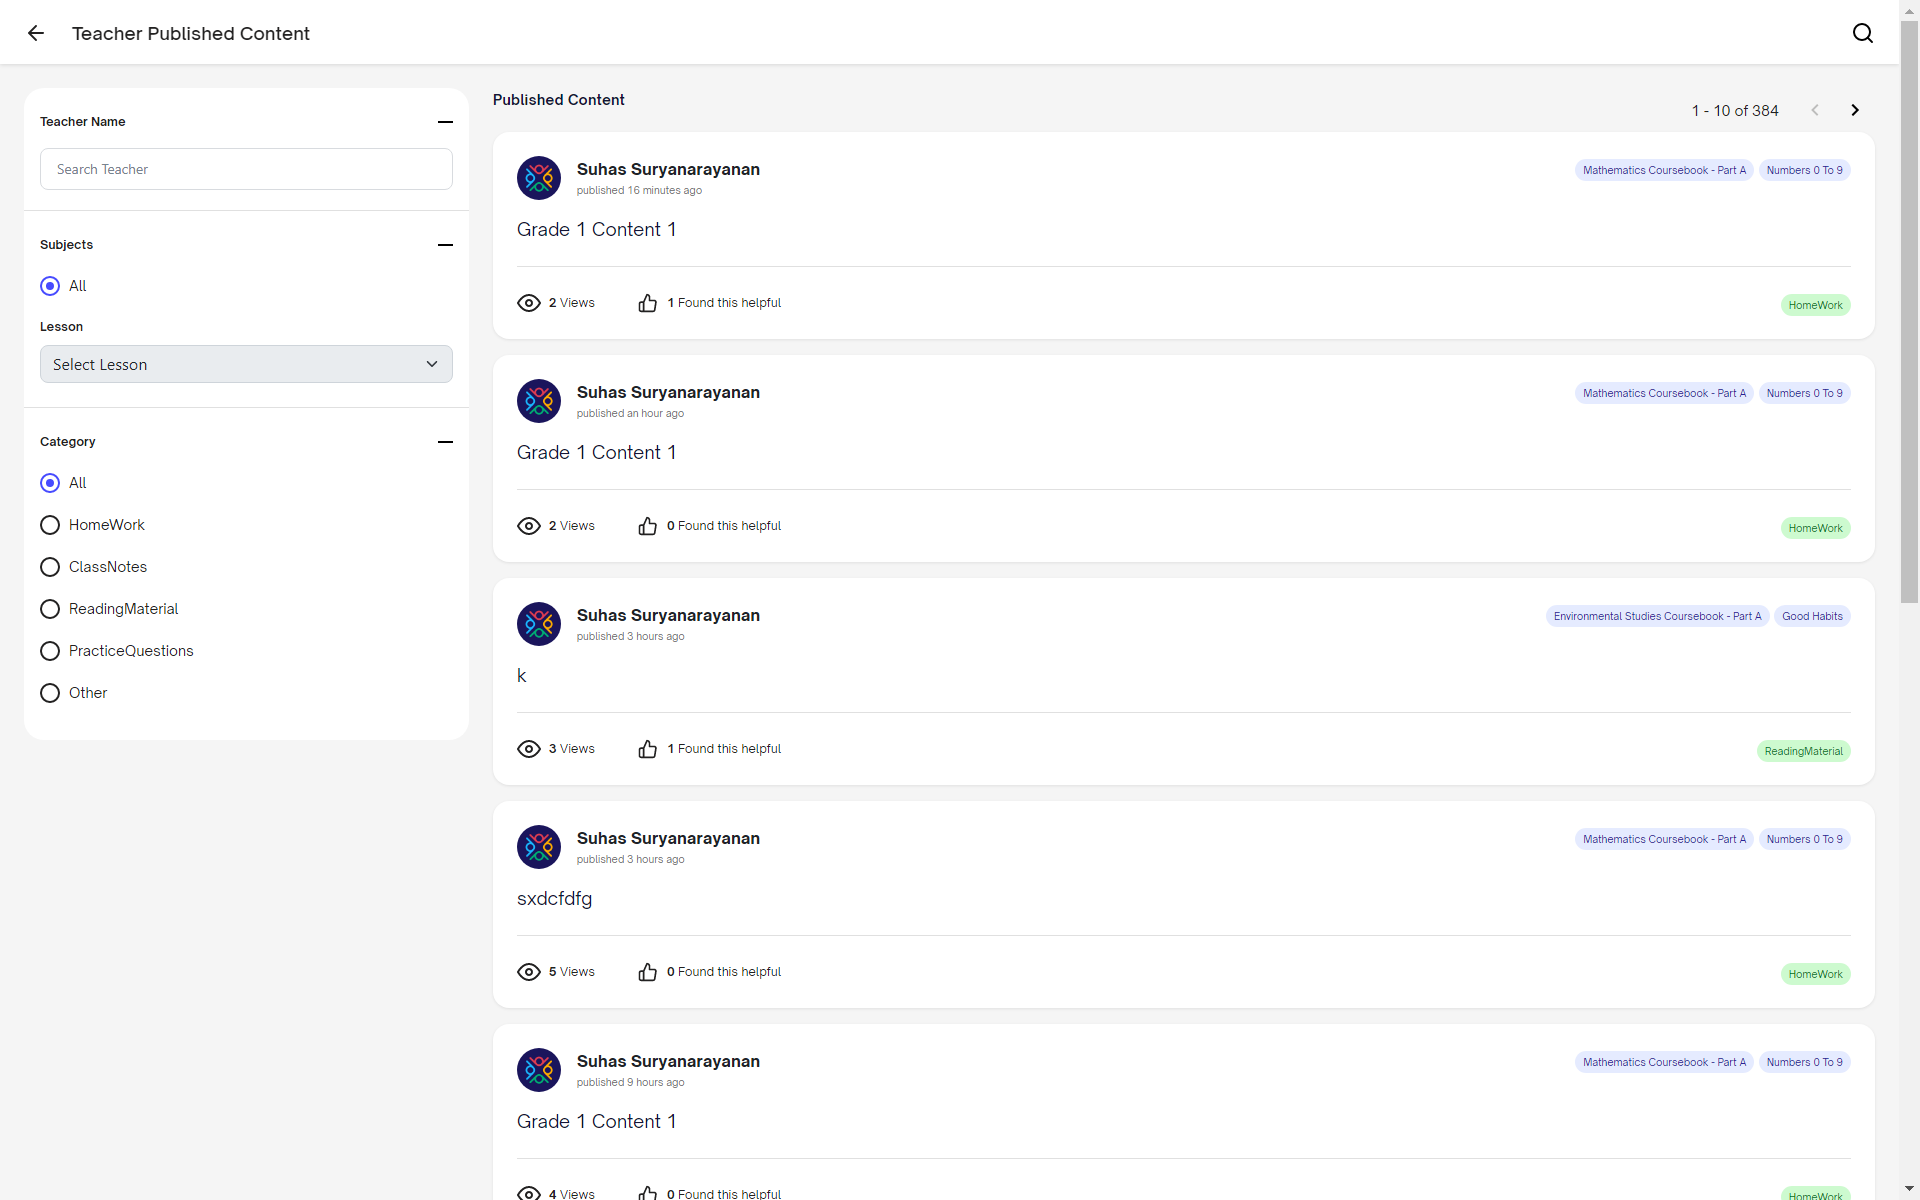 Teacher Published Content
Teacher Name
Search Teacher
Subjects
All
Lesson
Select Lesson
Category
All
HomeWork
ClassNotes
ReadingMaterial
PracticeQuestions
Other
Published Content
1 - 10 of 384
Suhas Suryanarayanan
published 16 minutes ago
Mathematics Coursebook - Part A
Numbers 0 To 9
Grade 1 Content 1
2 Views
1 Found this helpful
HomeWork
Suhas Suryanarayanan
published an hour ago
Mathematics Coursebook - Part A
Numbers 0 To 9
Grade 1 Content 1
2 Views
0 Found this helpful
HomeWork
Suhas Suryanarayanan
published 3 hours ago
Environmental Studies Coursebook - Part A
Good Habits
k
3 Views
1 Found this helpful
ReadingMaterial
Suhas Suryanarayanan
published 3 hours ago
Mathematics Coursebook - Part A
Numbers 0 To 9
sxdcfdfg
5 Views
0 Found this helpful
HomeWork
Suhas Suryanarayanan
published 9 hours ago
Mathematics Coursebook - Part A
Numbers 0 To 9
Grade 1 Content 1
4 Views
0 Found this helpful
HomeWork